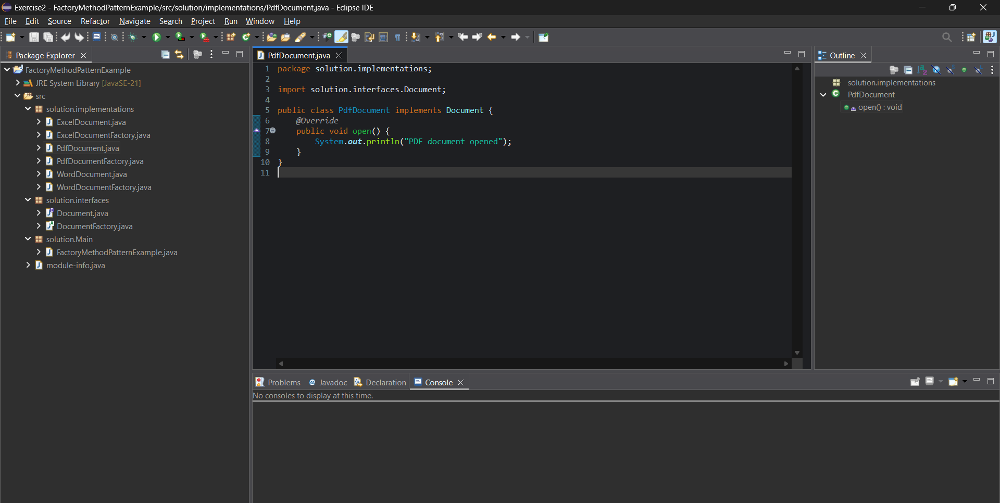 Exercise2 - FactoryMethodPatternExample/src/solution/implementations/PdfDocument.java - Eclipse IDE
File Edit Source Refactor Navigate Search Project Run Window Help
Package Explorer
FactoryMethodPatternExample
JRE System Library [JavaSE-21]
src
solution.implementations
ExcelDocument.java
ExcelDocumentFactory.java
PdfDocument.java
PdfDocumentFactory.java
WordDocument.java
WordDocumentFactory.java
solution.interfaces
Document.java
DocumentFactory.java
solution.Main
FactoryMethodPatternExample.java
module-info.java
PdfDocument.java
1 package solution.implementations;
2
3 import solution.interfaces.Document;
4
5 public class PdfDocument implements Document {
6     @Override
7     public void open() {
8         System.out.println("PDF document opened");
9     }
10 }
11
Outline
solution.implementations
PdfDocument
open() : void
Problems Javadoc Declaration Console
No consoles to display at this time.